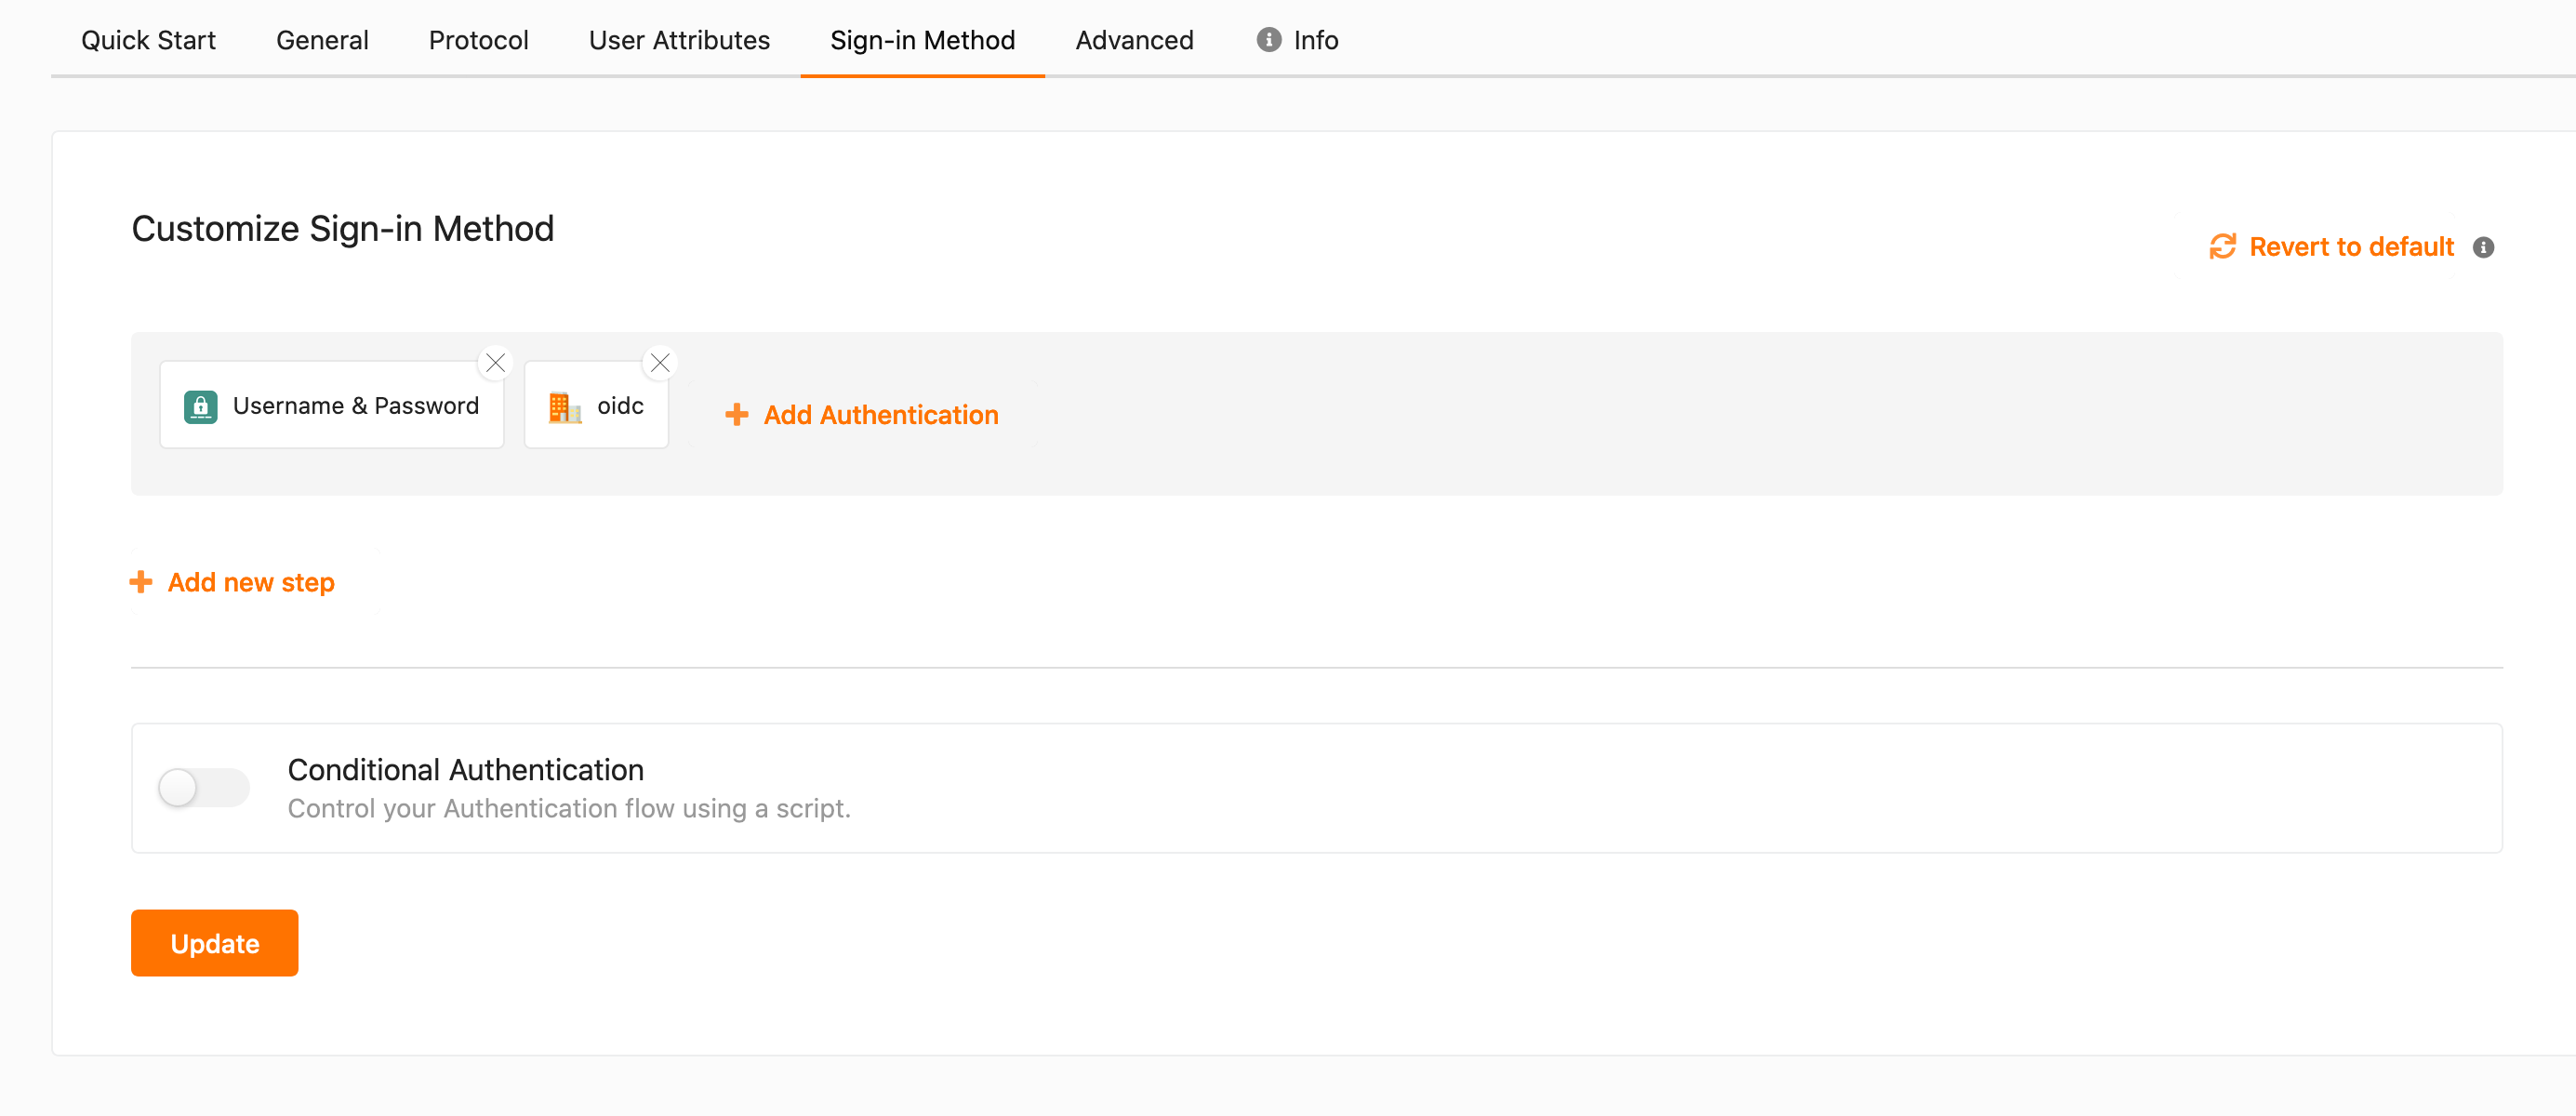 Quick Start General Protocol User Attributes Sign-in Method Advanced Info
Customize Sign-in Method
Revert to default
Username & Password oidc Add Authentication
Add new step
Conditional Authentication
Control your Authentication flow using a script.
Update